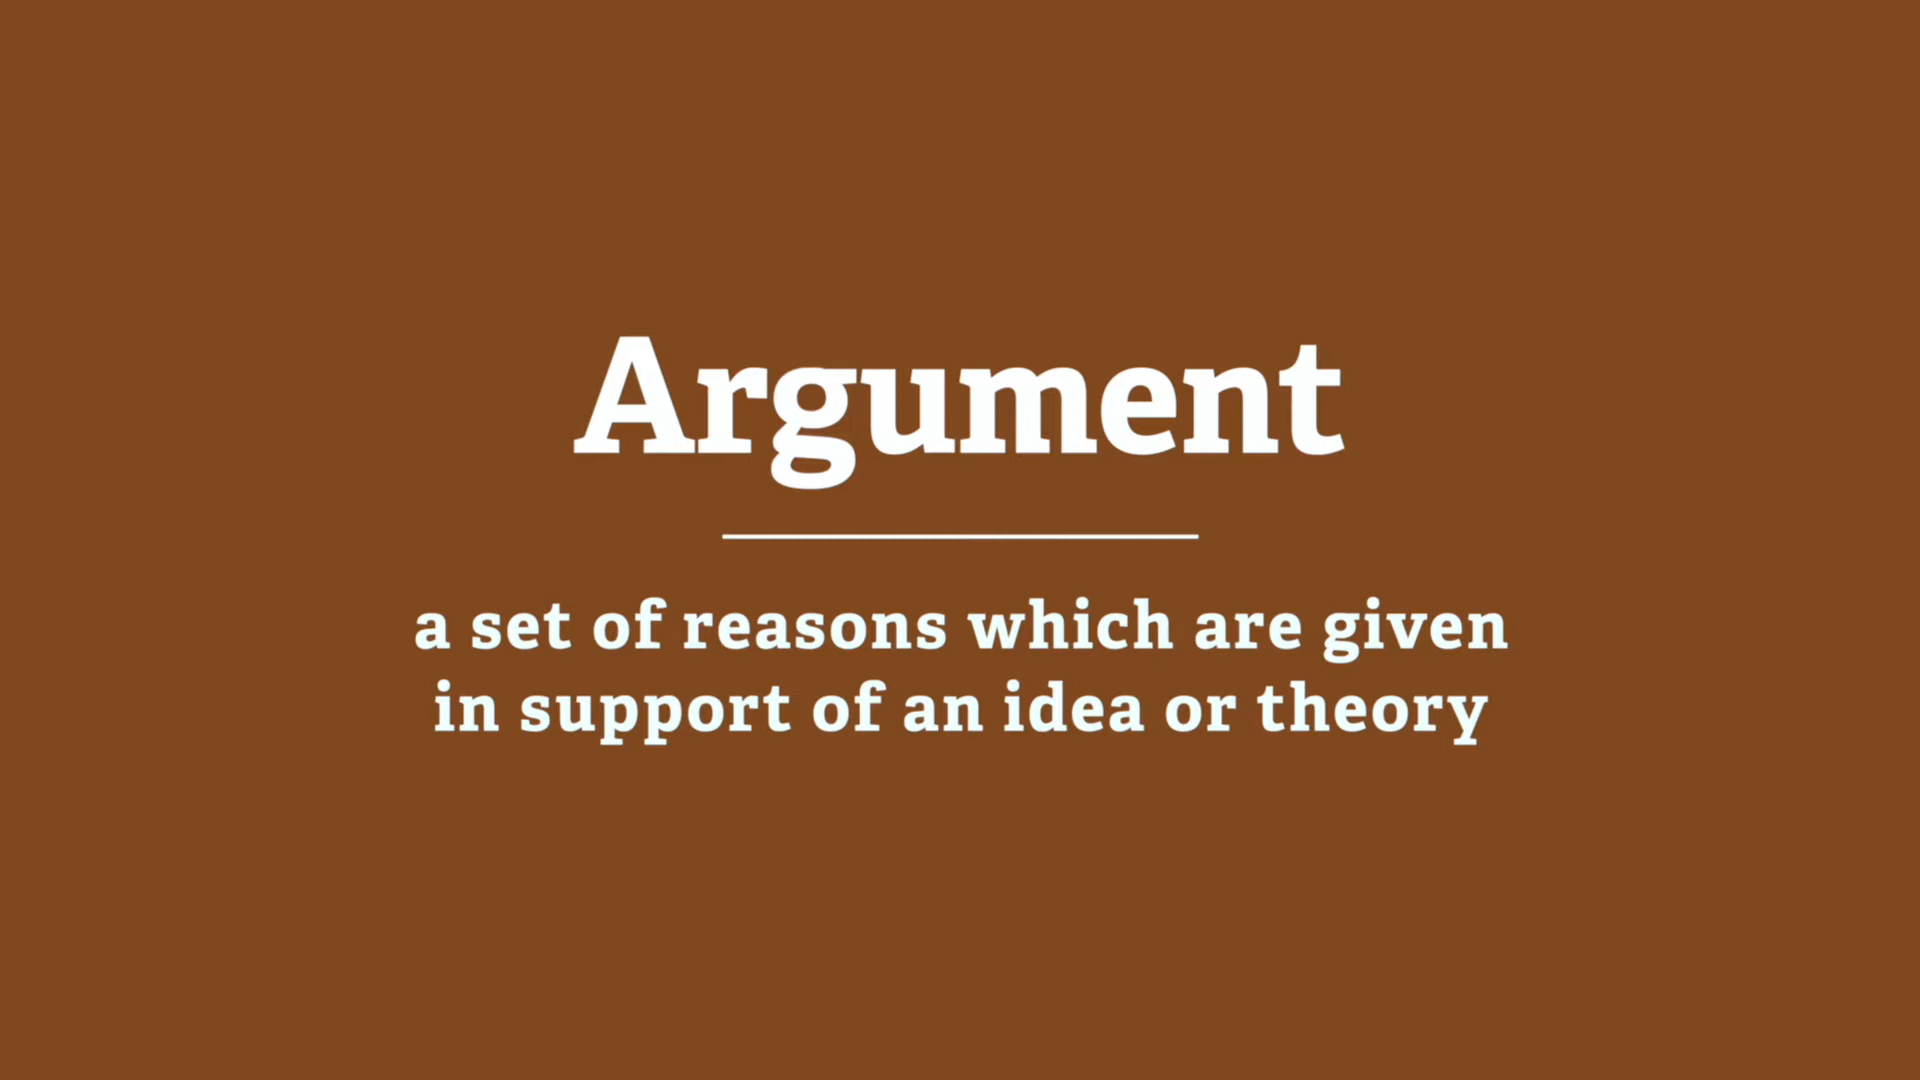 Argument
a set of reasons which are given
in support of an idea or theory